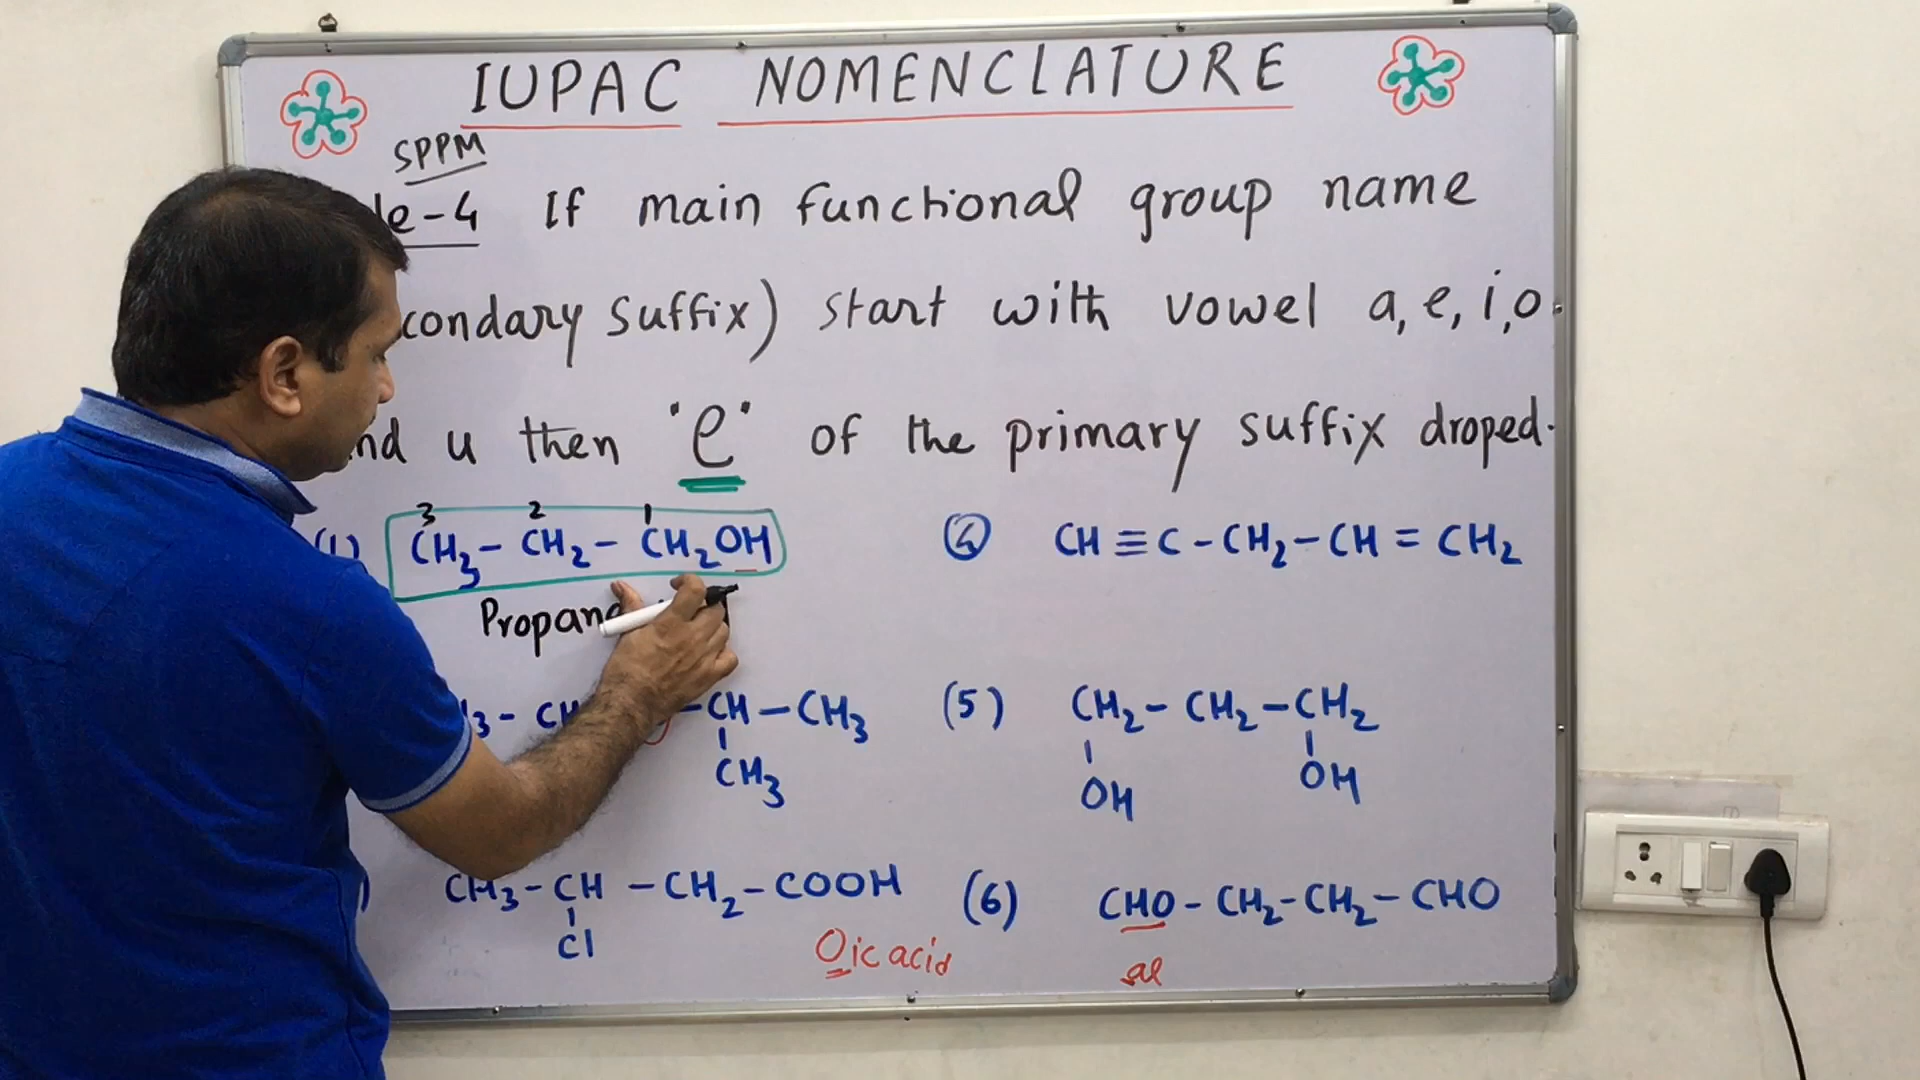 IUPAC NOMENCLATURE
SPPM
le-4 If main functional group name
condary suffix) start with vowel a, e, i, o
nd u then "e" of the primary suffix droped.
(1) CH3 - CH2 - CH2OH
3 2 1
Propan
④ CH ≡ C - CH2 - CH = CH2
3 - CH - CH - CH3
CH3
(5) CH2 - CH2 - CH2
OH OH
) CH3 - CH - CH2 - COOH
Cl
Oic acid
(6) CHO - CH2 - CH2 - CHO
al